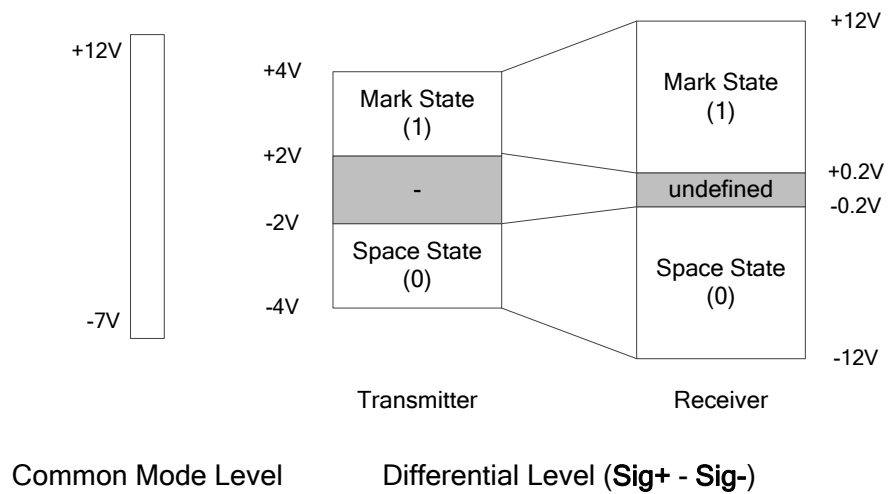 +12V
-7V
+4V
+2V
-2V
-4V
Mark State
(1)
-
Space State
(0)
Mark State
(1)
undefined
Space State
(0)
+12V
+0.2V
-0.2V
-12V
Transmitter
Receiver
Common Mode Level
Differential Level (Sig+ - Sig-)